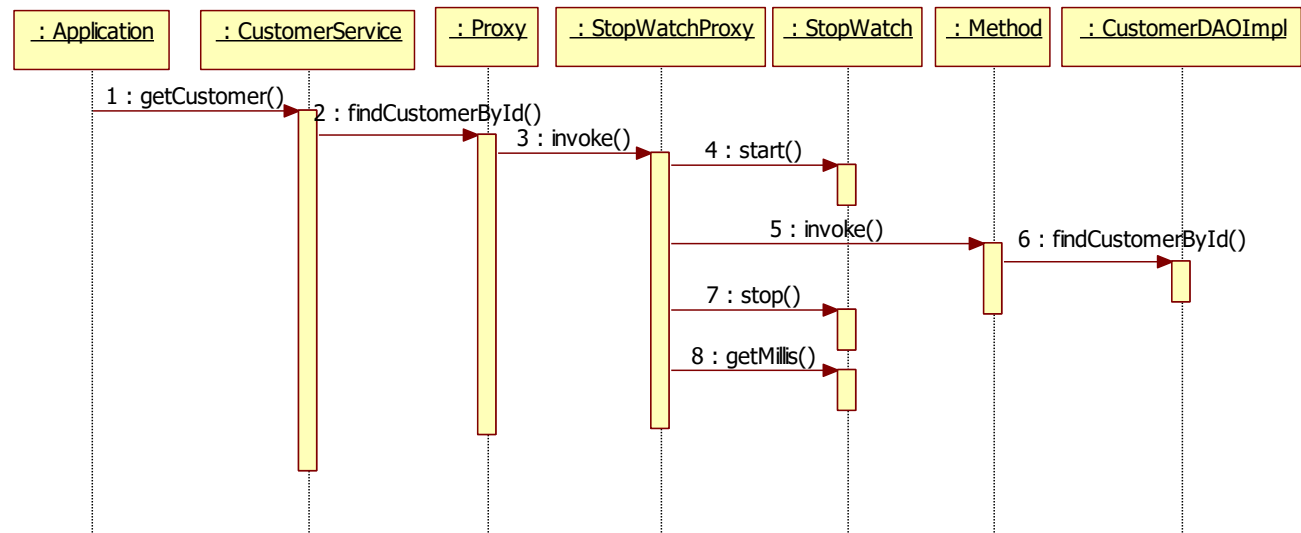 : Application
: CustomerService
: Proxy
: StopWatchProxy
: StopWatch
: Method
: CustomerDAOImpl
1 : getCustomer()
2 : findCustomerById()
3 : invoke()
4 : start()
5 : invoke()
6 : findCustomerById()
7 : stop()
8 : getMillis()